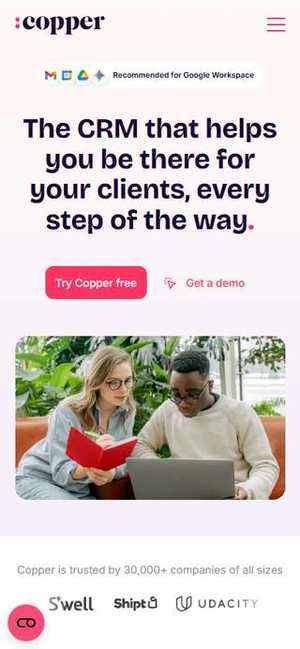 :copper
Recommended for Google Workspace
The CRM that helps
you be there for
your clients, every
step of the way.
Try Copper free
Get a demo
Copper is trusted by 30,000+ companies of all sizes
S'well
Shipt
UDACITY